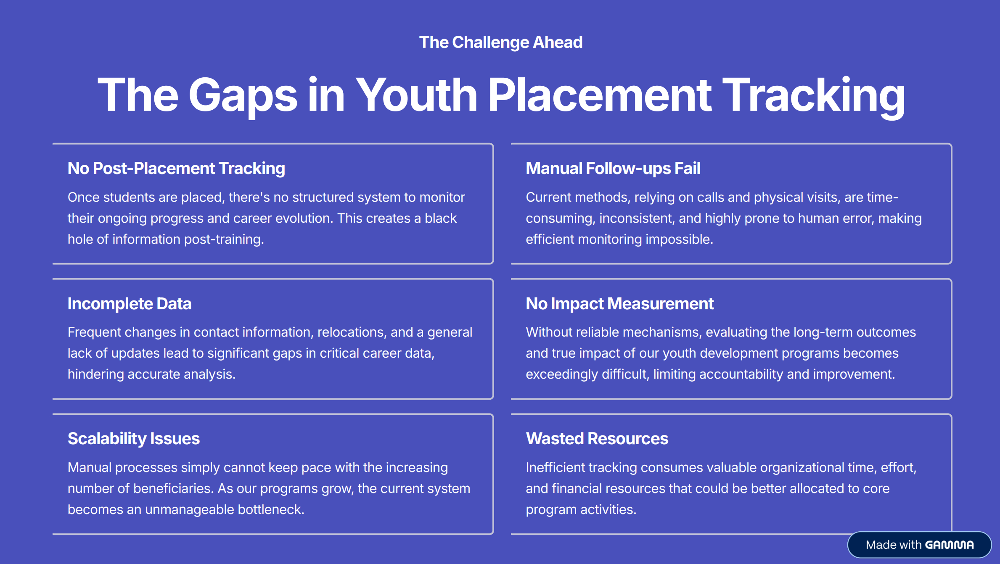 The Challenge Ahead
The Gaps in Youth Placement Tracking
No Post-Placement Tracking
Once students are placed, there's no structured system to monitor
their ongoing progress and career evolution. This creates a black
hole of information post-training.
Manual Follow-ups Fail
Current methods, relying on calls and physical visits, are time-
consuming, inconsistent, and highly prone to human error, making
efficient monitoring impossible.
Incomplete Data
Frequent changes in contact information, relocations, and a general
lack of updates lead to significant gaps in critical career data,
hindering accurate analysis.
No Impact Measurement
Without reliable mechanisms, evaluating the long-term outcomes
and true impact of our youth development programs becomes
exceedingly difficult, limiting accountability and improvement.
Scalability Issues
Manual processes simply cannot keep pace with the increasing
number of beneficiaries. As our programs grow, the current system
becomes an unmanageable bottleneck.
Wasted Resources
Inefficient tracking consumes valuable organizational time, effort,
and financial resources that could be better allocated to core
program activities.
Made with GAMMA